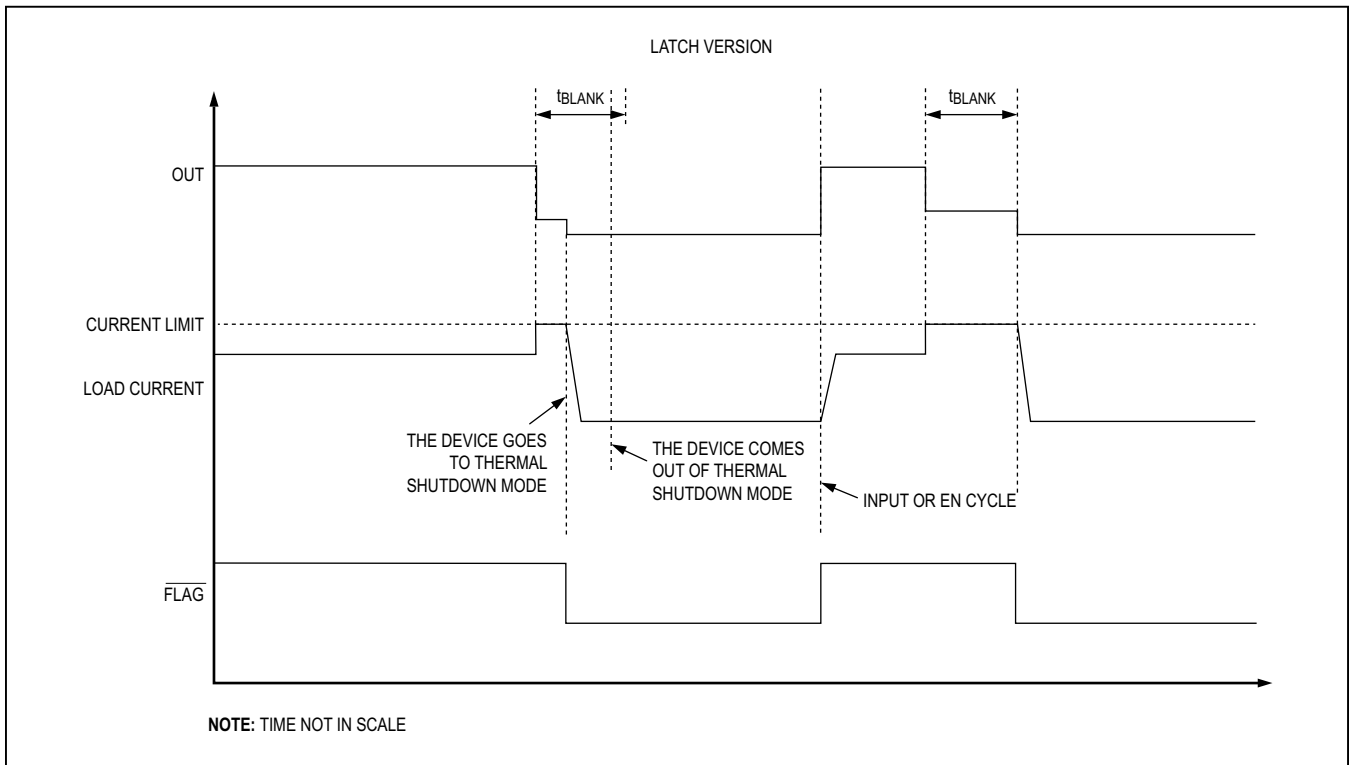 LATCH VERSION
tBLANK
tBLANK
OUT
CURRENT LIMIT
LOAD CURRENT
THE DEVICE GOES
TO THERMAL
SHUTDOWN MODE
THE DEVICE COMES
OUT OF THERMAL
SHUTDOWN MODE
INPUT OR EN CYCLE
FLAG
NOTE: TIME NOT IN SCALE